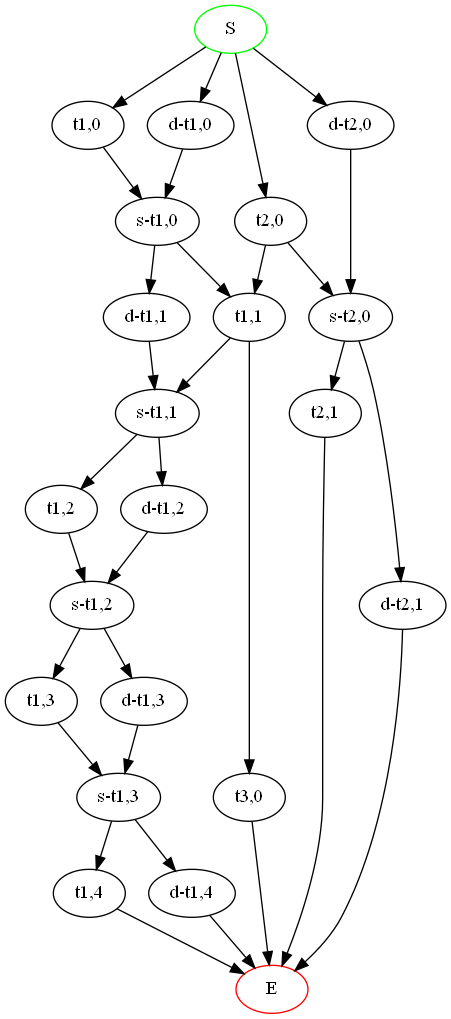 S
t1,0
d-t1,0
d-t2,0
s-t1,0
t2,0
d-t1,1
t1,1
s-t2,0
s-t1,1
t2,1
t1,2
d-t1,2
s-t1,2
d-t2,1
t1,3
d-t1,3
s-t1,3
t3,0
t1,4
d-t1,4
E